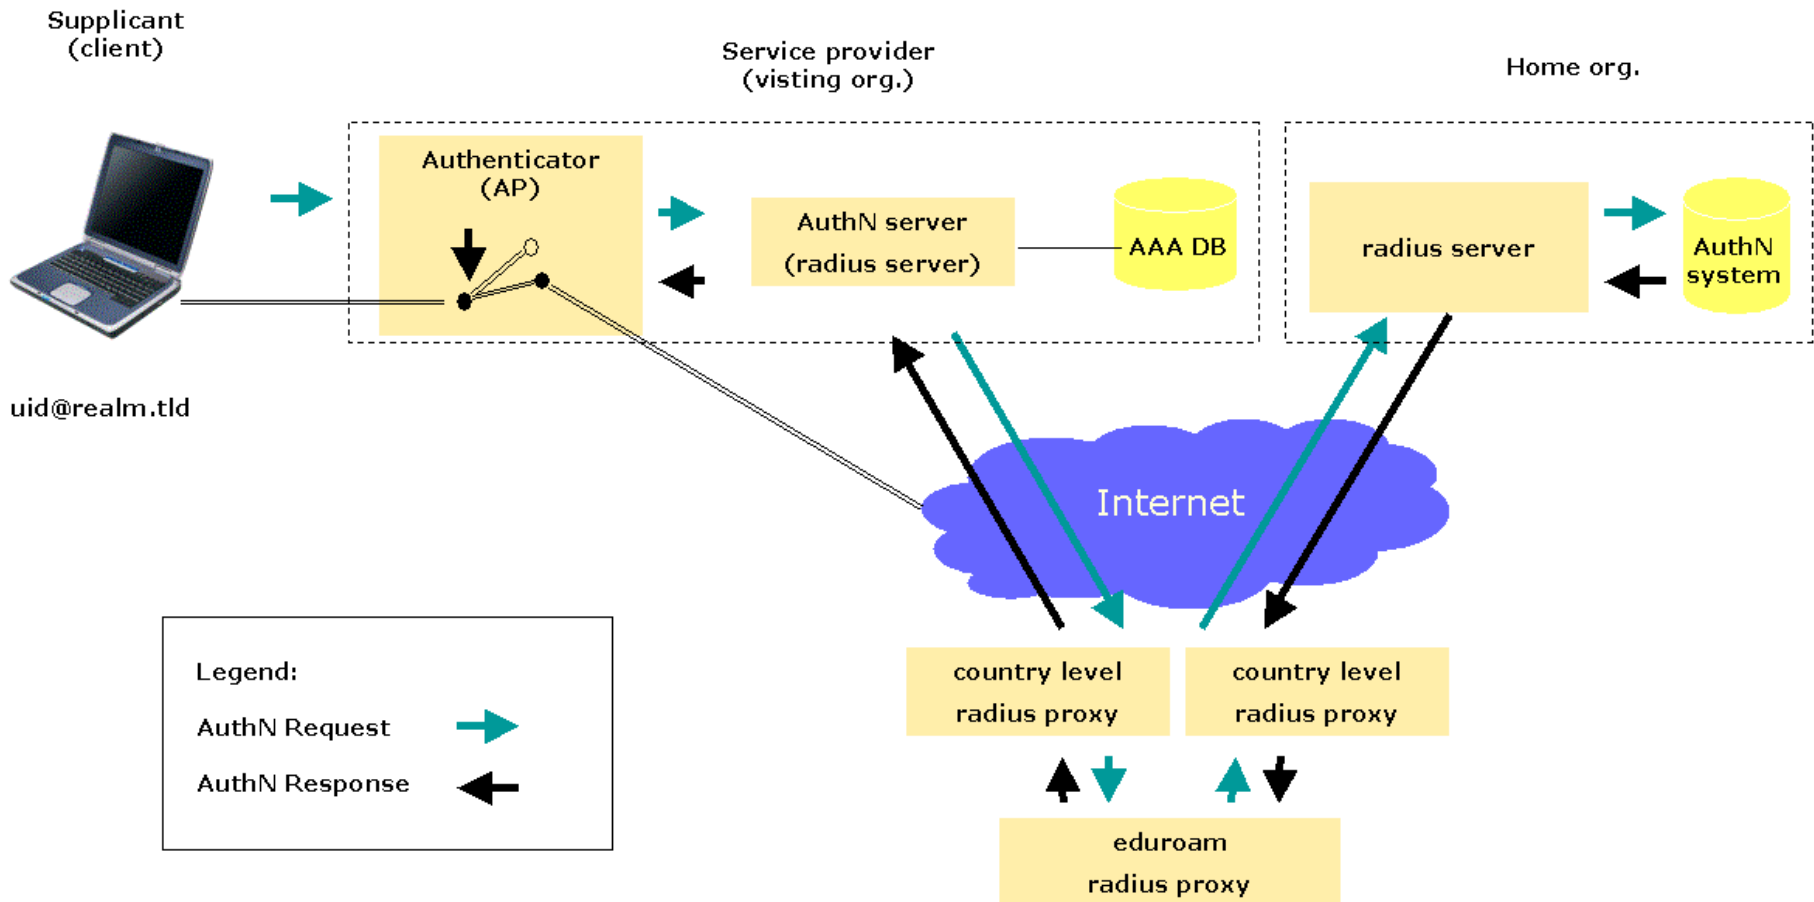 Supplicant
(client)
Service provider
(visting org.)
Home org.
Authenticator
(AP)
AuthN server
(radius server)
AAA DB
radius server
AuthN
system
uid@realm.tld
Internet
Legend:
AuthN Request
AuthN Response
country level
radius proxy
country level
radius proxy
eduroam
radius proxy